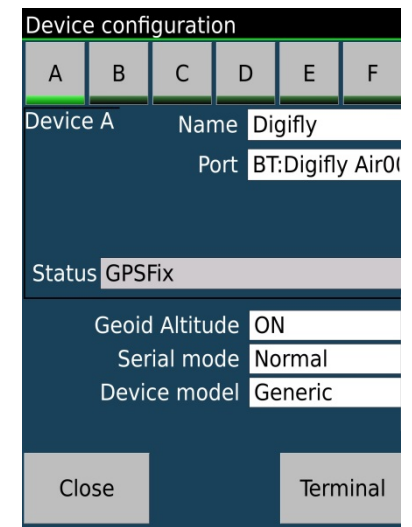 Device configuration
A B C D E F
Device A Name Digifly
Port BT:Digifly Air0
Status GPSFix
Geoid Altitude ON
Serial mode Normal
Device model Generic
Close Terminal